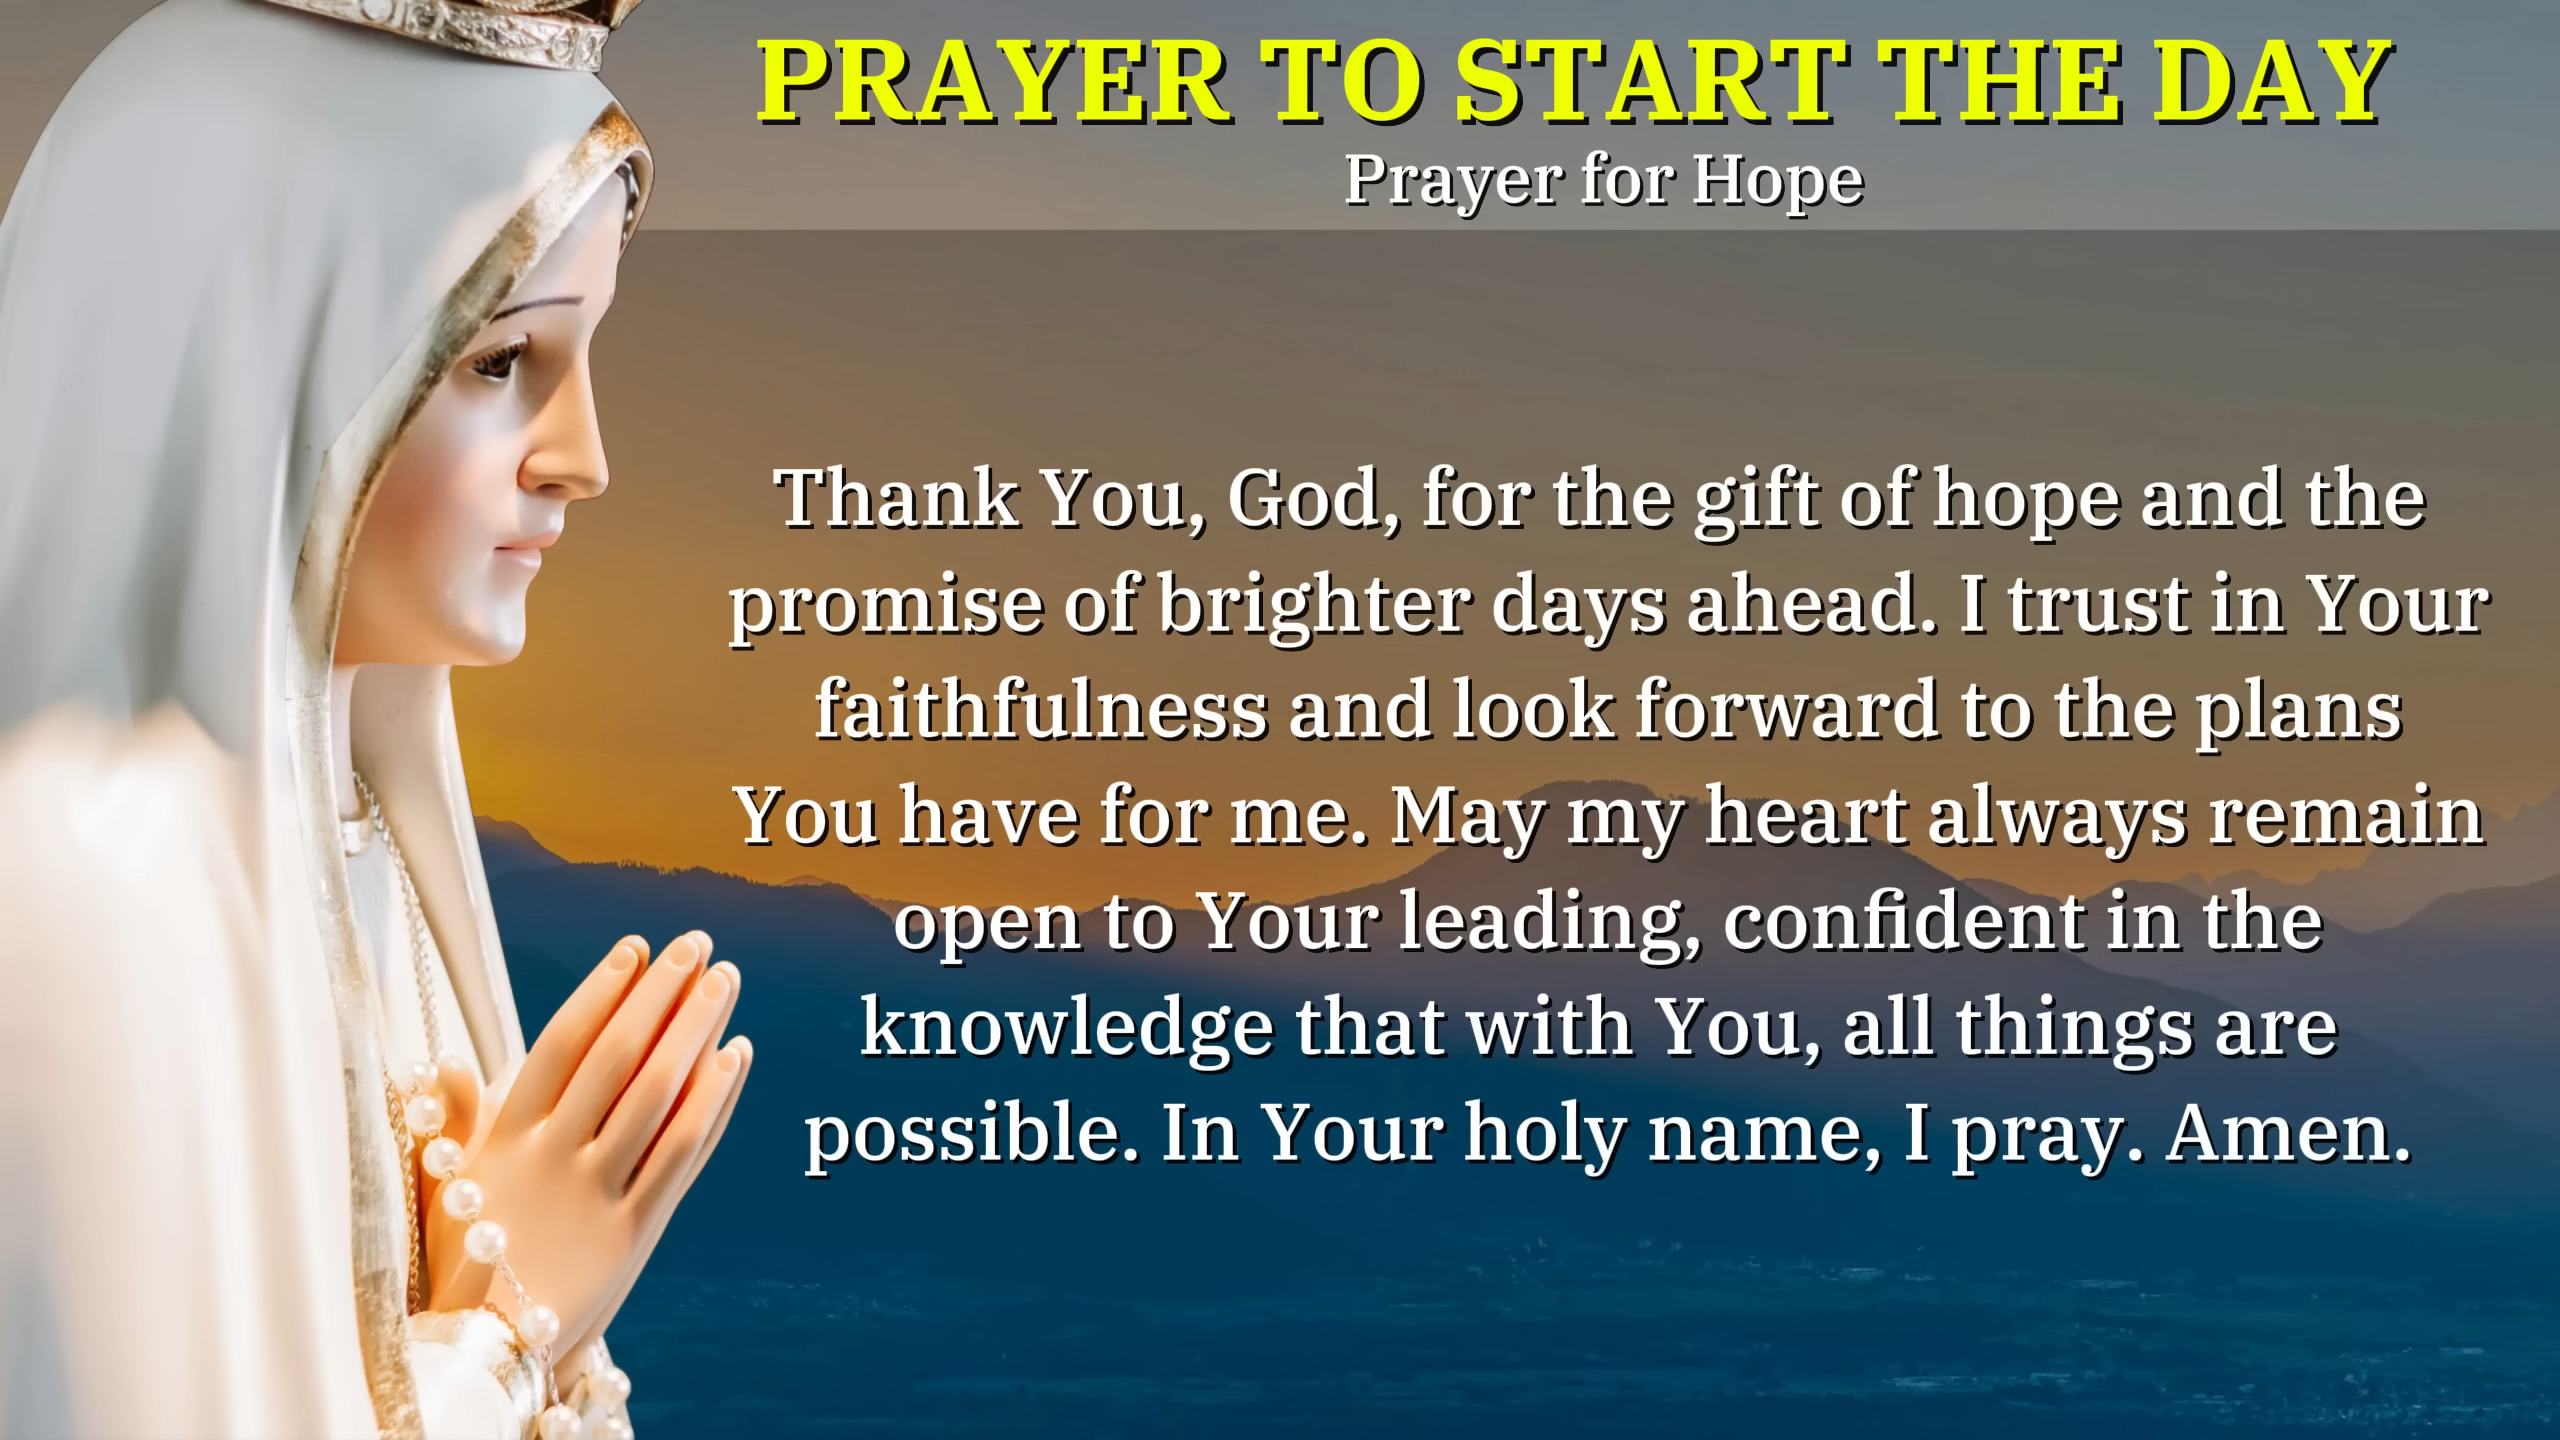 PRAYER TO START THE DAY
Prayer for Hope
Thank You, God, for the gift of hope and the
promise of brighter days ahead. I trust in Your
faithfulness and look forward to the plans
You have for me. May my heart always remain
open to Your leading, confident in the
knowledge that with You, all things are
possible. In Your holy name, I pray. Amen.